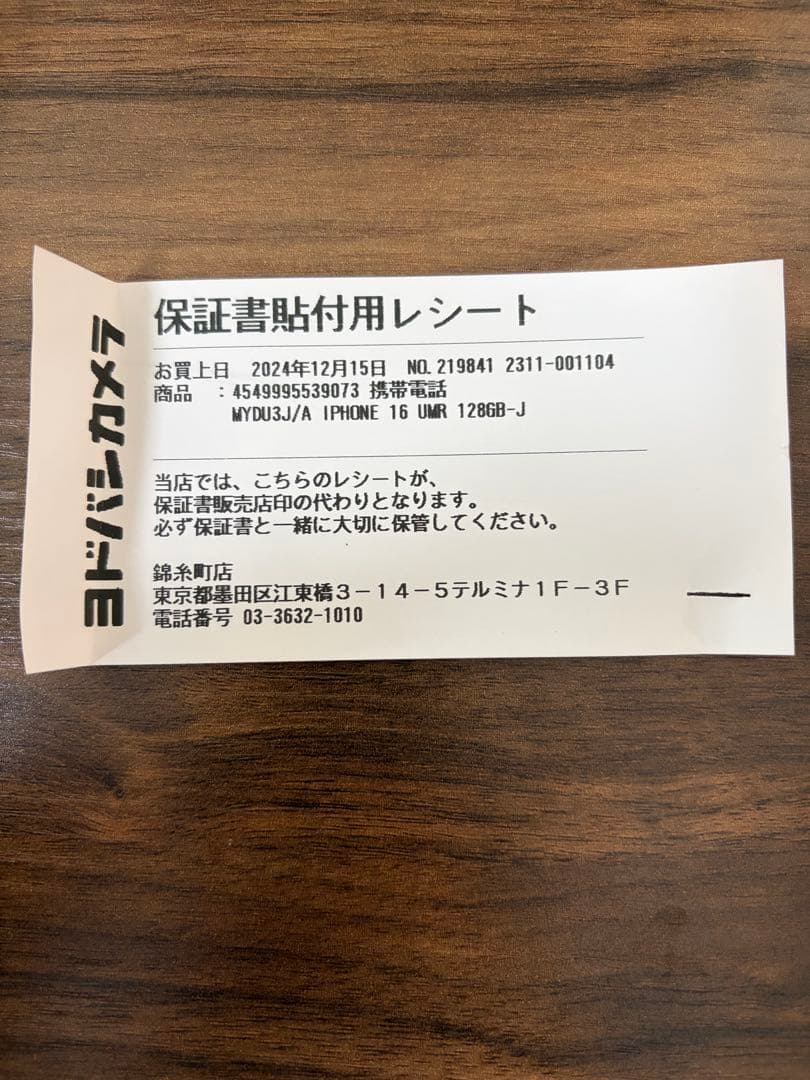 ヨドバシカメラ
保証書貼付用レシート
お買上日 2024年12月15日 NO.219841 2311-001104
商品 :4549995539073 携帯電話
MYDU3J/A IPHONE 16 UMR 128GB-J
当店では、こちらのレシートが、
保証書販売店印の代わりとなります。
必ず保証書と一緒に大切に保管してください。
錦糸町店
東京都墨田区江東橋3-14-5テルミナ1F-3F
電話番号 03-3632-1010